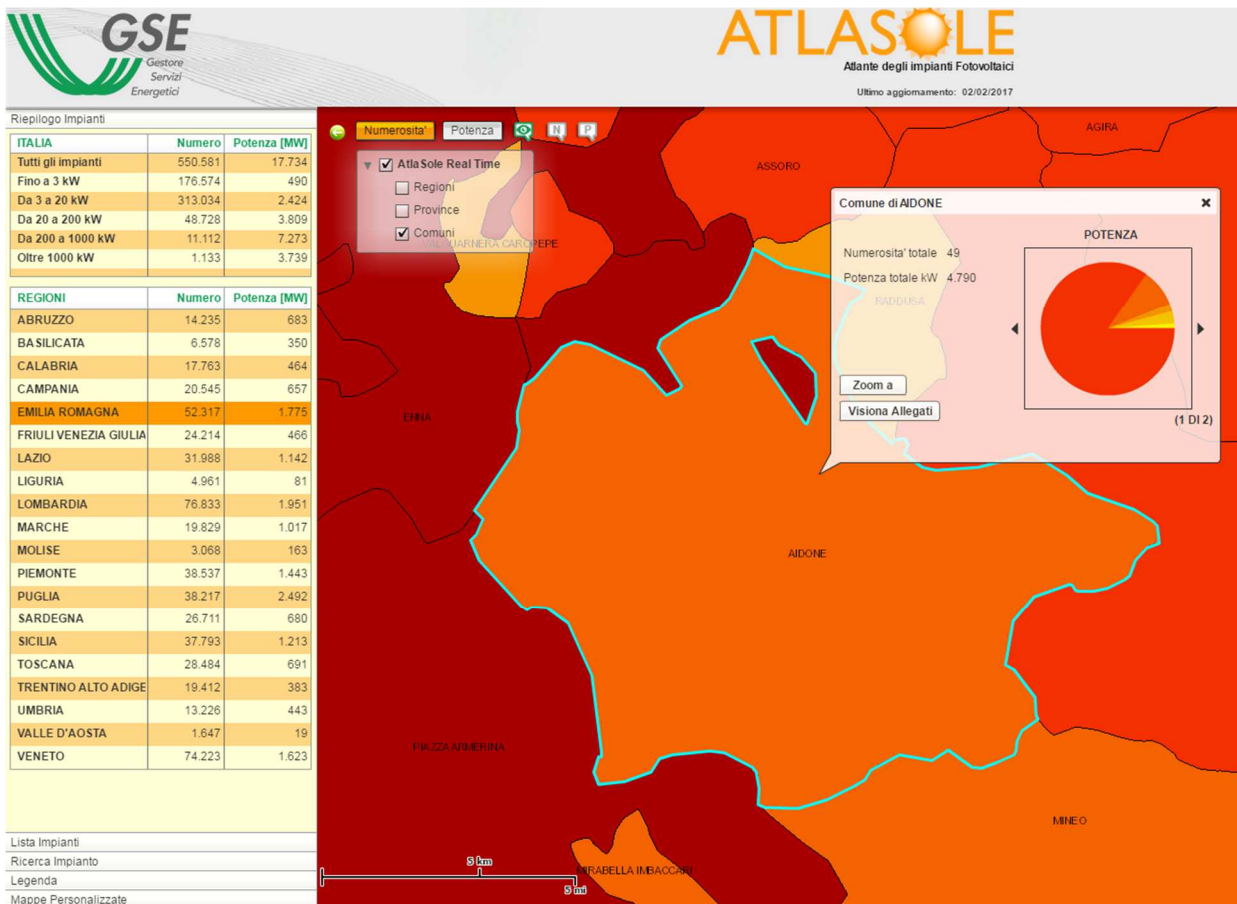 GSE
Gestore
Servizi
Energetici
ATLASOLE
Atlante degli impianti Fotovoltaici
Ultimo aggiornamento: 02/02/2017
Riepilogo Impianti
ITALIA Numero Potenza [MW]
Tutti gli impianti 550.581 17.734
Fino a 3 kW 176.574 490
Da 3 a 20 kW 313.034 2.424
Da 20 a 200 kW 48.728 3.809
Da 200 a 1000 kW 11.112 7.273
Oltre 1000 kW 1.133 3.739
REGIONI Numero Potenza [MW]
ABRUZZO 14.235 683
BASILICATA 6.578 350
CALABRIA 17.763 464
CAMPANIA 20.545 657
EMILIA ROMAGNA 52.317 1.775
FRIULI VENEZIA GIULIA 24.214 466
LAZIO 31.988 1.142
LIGURIA 4.961 81
LOMBARDIA 76.833 1.951
MARCHE 19.829 1.017
MOLISE 3.068 163
PIEMONTE 38.537 1.443
PUGLIA 38.217 2.492
SARDEGNA 26.711 680
SICILIA 37.793 1.213
TOSCANA 28.484 691
TRENTINO ALTO ADIGE 19.412 383
UMBRIA 13.226 443
VALLE D'AOSTA 1.647 19
VENETO 74.223 1.623
Lista Impianti
Ricerca Impianto
Legenda
Mappe Personalizzate
Numerosita' Potenza N P
AtlaSole Real Time
Regioni
Province
Comuni
VALGUARNERA CAROPEPE
ASSORO
AGIRA
Comune di AIDONE
Numerosita' totale 49
Potenza totale kW 4.790
POTENZA
RADDUSA
Zoom a
Visiona Allegati
(1 DI 2)
ENNA
AIDONE
PIAZZA ARMERINA
MINEO
MIRABELLA IMBACCARI
5 km
5 mi